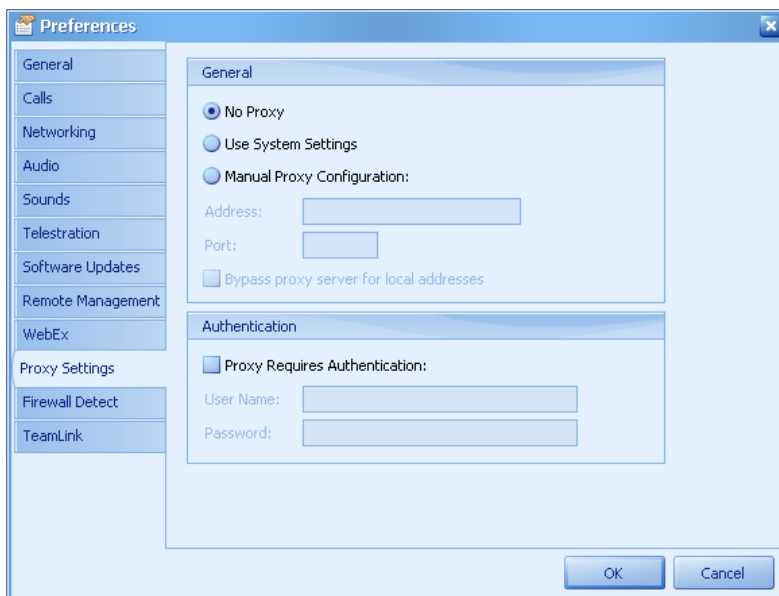 Preferences
General
Calls
Networking
Audio
Sounds
Telestration
Software Updates
Remote Management
WebEx
Proxy Settings
Firewall Detect
TeamLink
General
No Proxy
Use System Settings
Manual Proxy Configuration:
Address:
Port:
Bypass proxy server for local addresses
Authentication
Proxy Requires Authentication:
User Name:
Password:
OK
Cancel